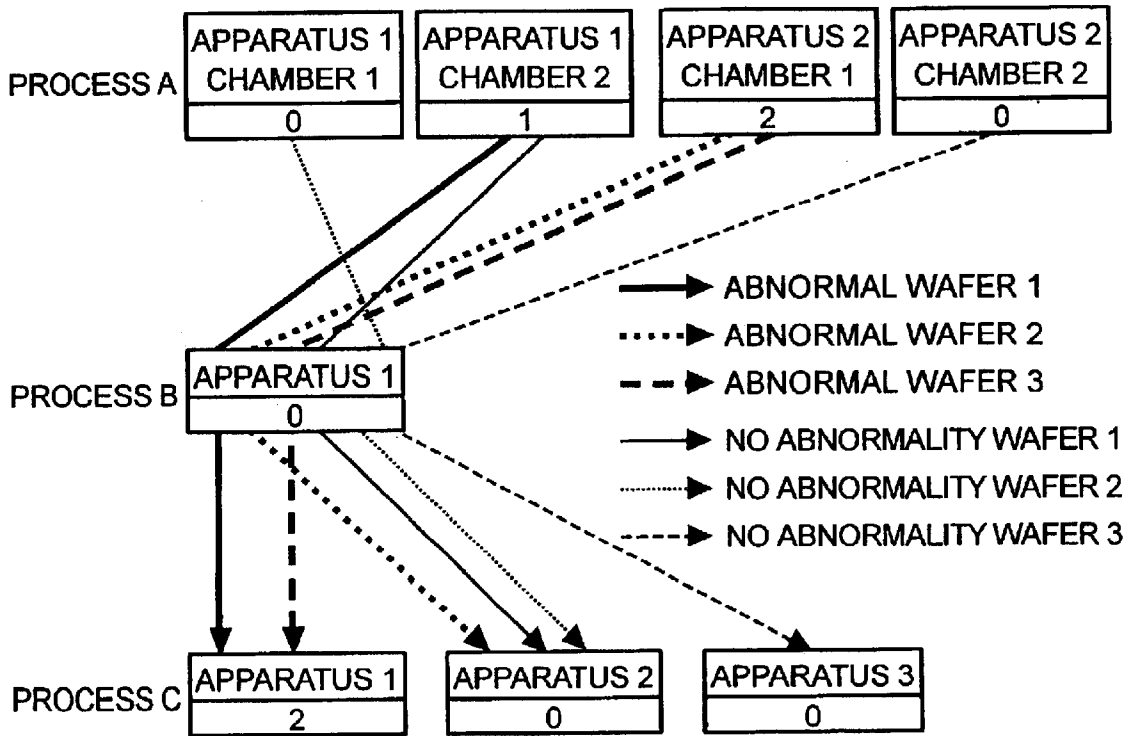 APPARATUS 1
CHAMBER 1
0
APPARATUS 1
CHAMBER 2
1
APPARATUS 2
CHAMBER 1
2
APPARATUS 2
CHAMBER 2
0
PROCESS A
ABNORMAL WAFER 1
ABNORMAL WAFER 2
ABNORMAL WAFER 3
NO ABNORMALITY WAFER 1
NO ABNORMALITY WAFER 2
NO ABNORMALITY WAFER 3
PROCESS B
APPARATUS 1
0
PROCESS C
APPARATUS 1
2
APPARATUS 2
0
APPARATUS 3
0